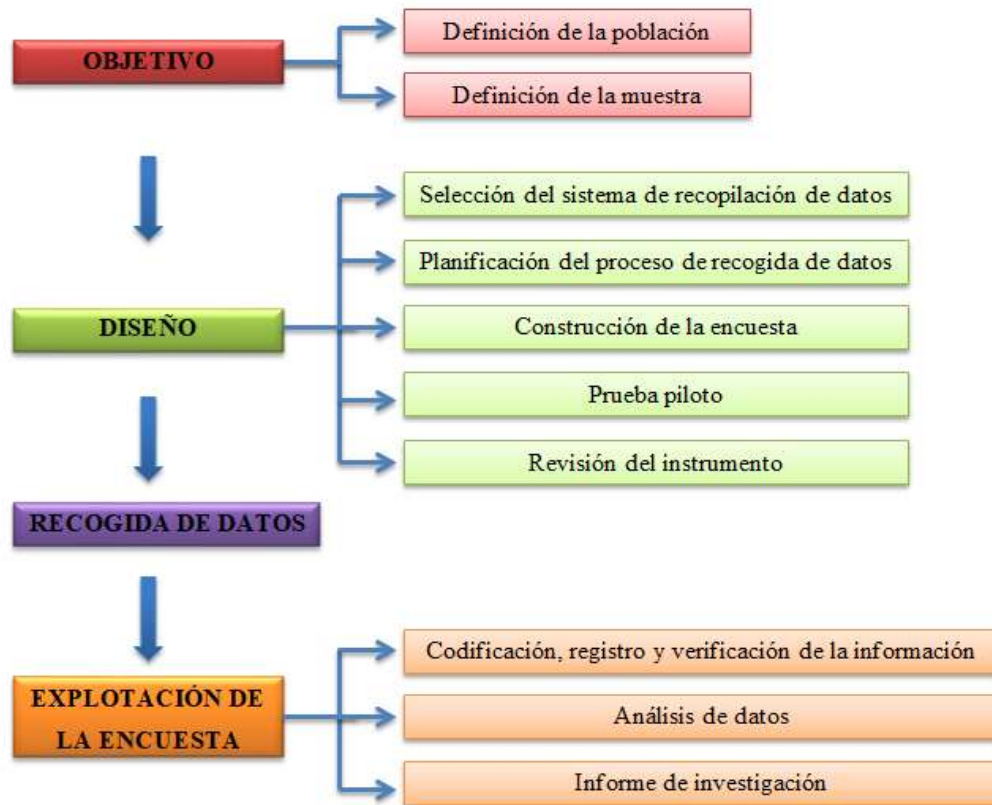 OBJETIVO
Definición de la población
Definición de la muestra
DISEÑO
Selección del sistema de recopilación de datos
Planificación del proceso de recogida de datos
Construcción de la encuesta
Prueba piloto
Revisión del instrumento
RECOGIDA DE DATOS
EXPLOTACIÓN DE
LA ENCUESTA
Codificación, registro y verificación de la información
Análisis de datos
Informe de investigación